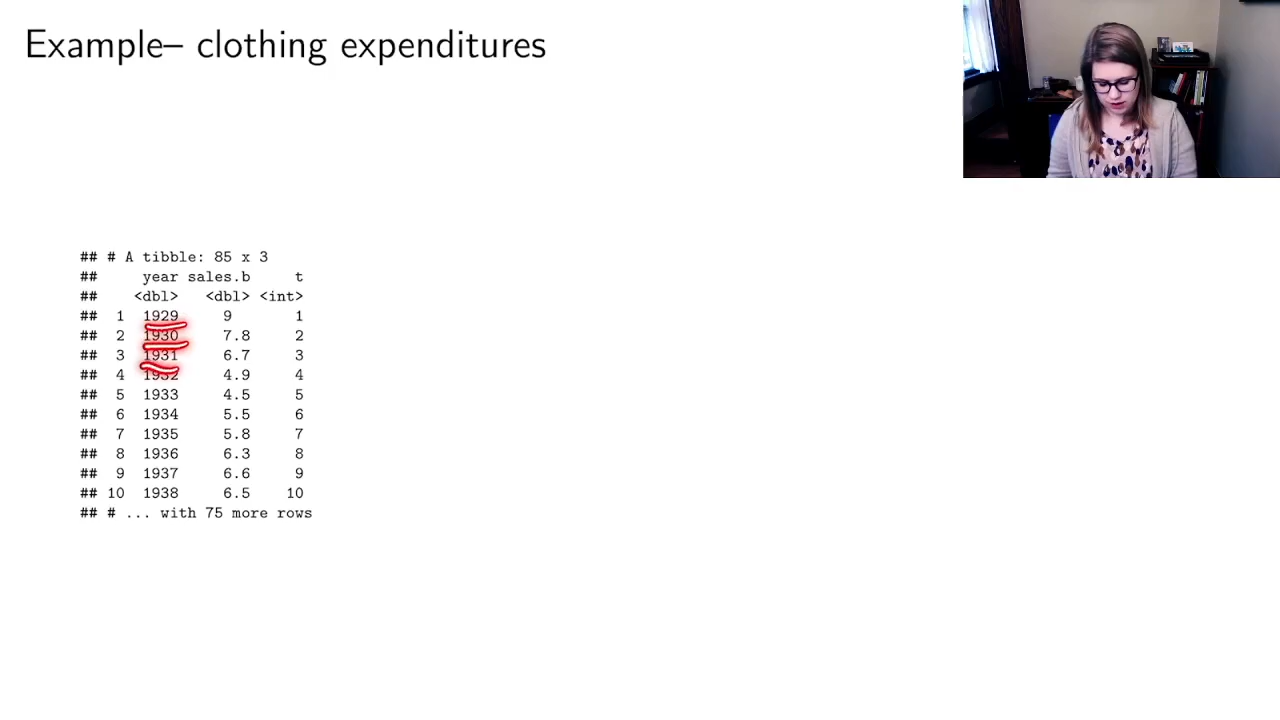 Example– clothing expenditures
## # A tibble: 85 x 3
## year sales.b t
## <dbl> <dbl> <int>
## 1 1929 9 1
## 2 1930 7.8 2
## 3 1931 6.7 3
## 4 1932 4.9 4
## 5 1933 4.5 5
## 6 1934 5.5 6
## 7 1935 5.8 7
## 8 1936 6.3 8
## 9 1937 6.6 9
## 10 1938 6.5 10
## # ... with 75 more rows